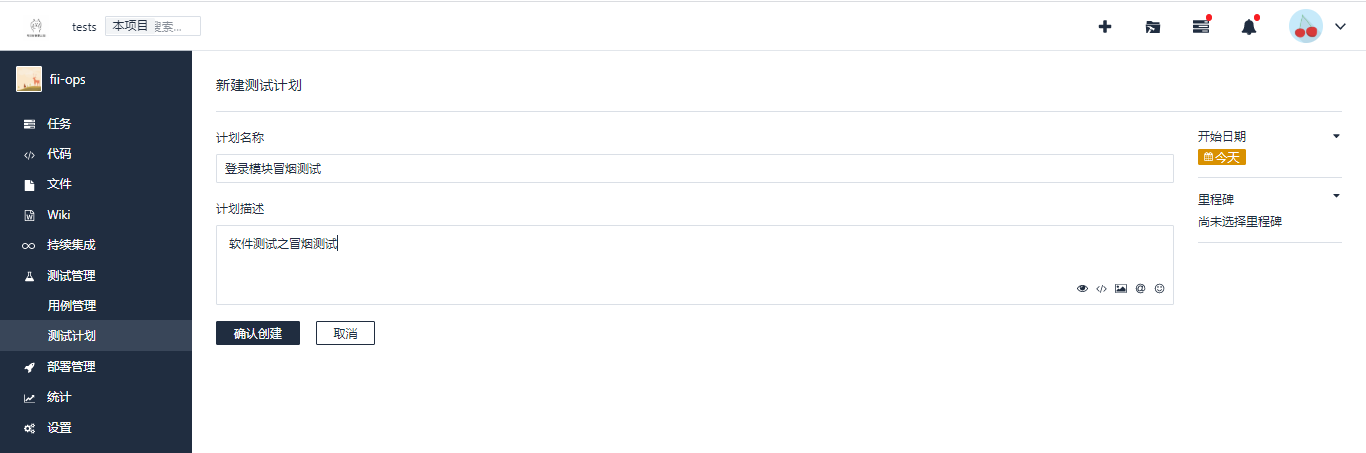 tests 本项目 搜索...
fii-ops
任务
代码
文件
Wiki
持续集成
测试管理
用例管理
测试计划
部署管理
统计
设置
新建测试计划
计划名称
登录模块冒烟测试
计划描述
软件测试之冒烟测试
确认创建 取消
开始日期
今天
里程碑
尚未选择里程碑